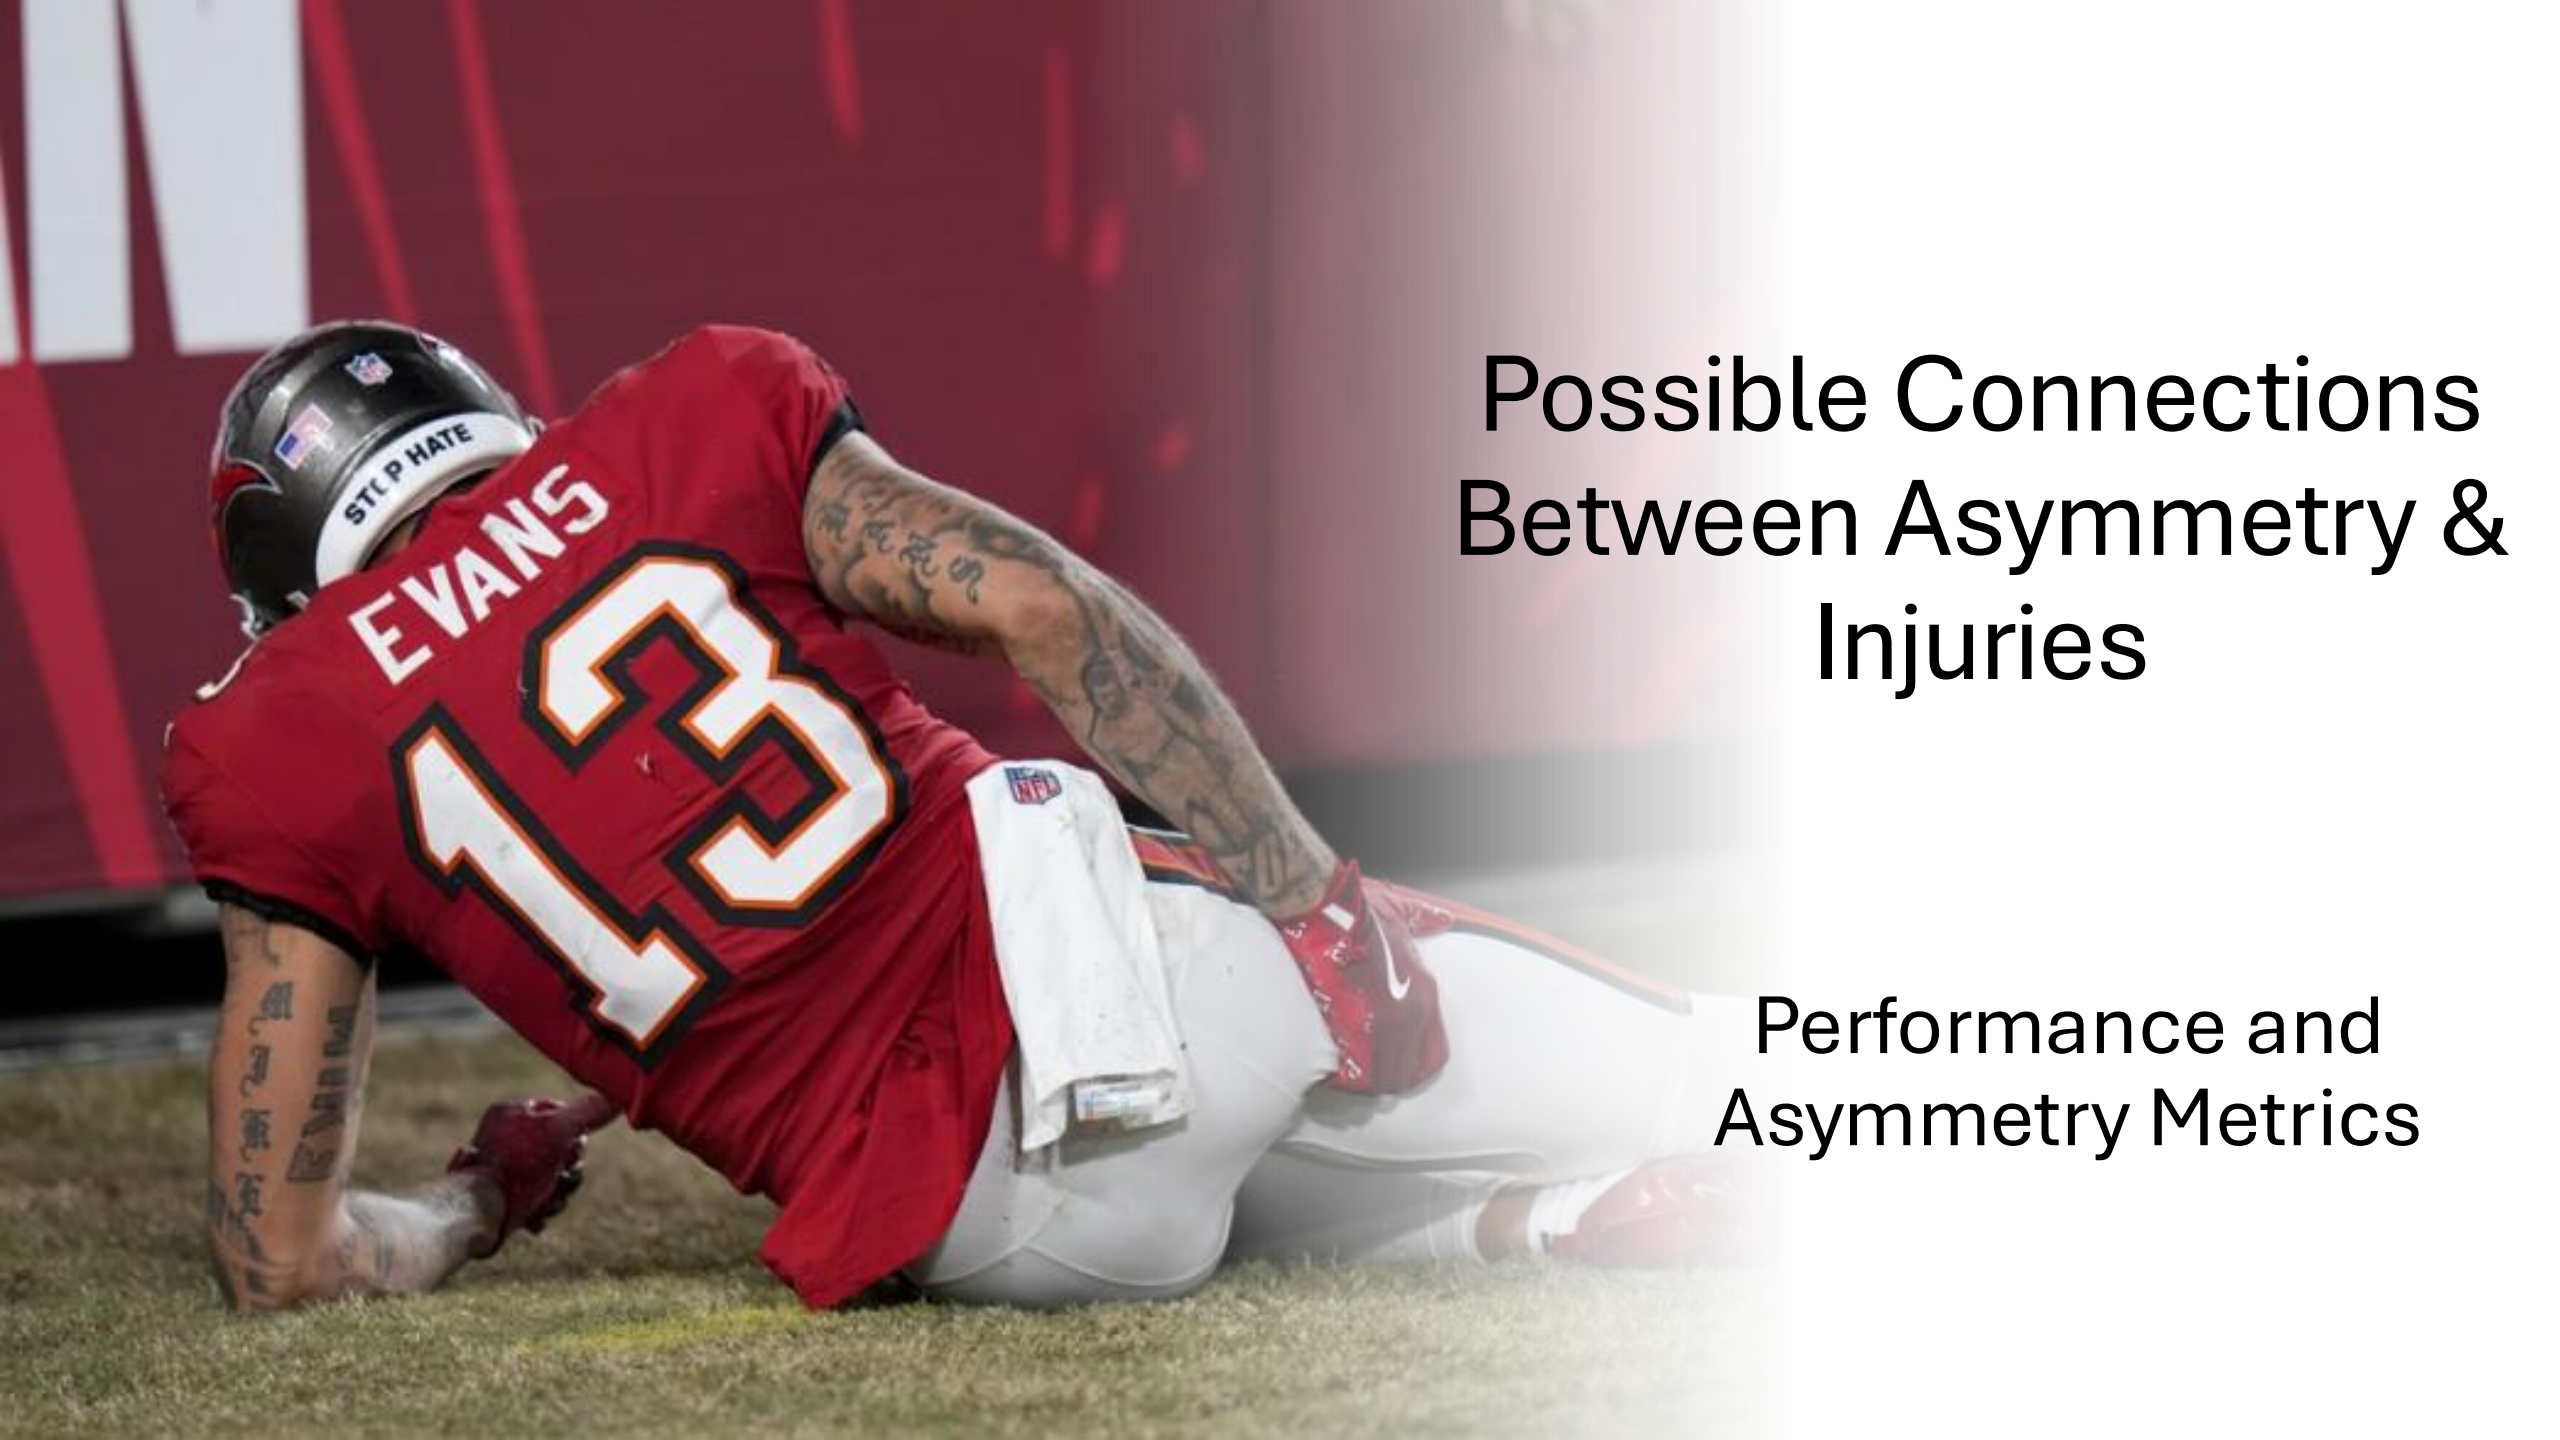 STOP HATE
EVANS
13
NFL
Possible Connections
Between Asymmetry &
Injuries
Performance and
Asymmetry Metrics